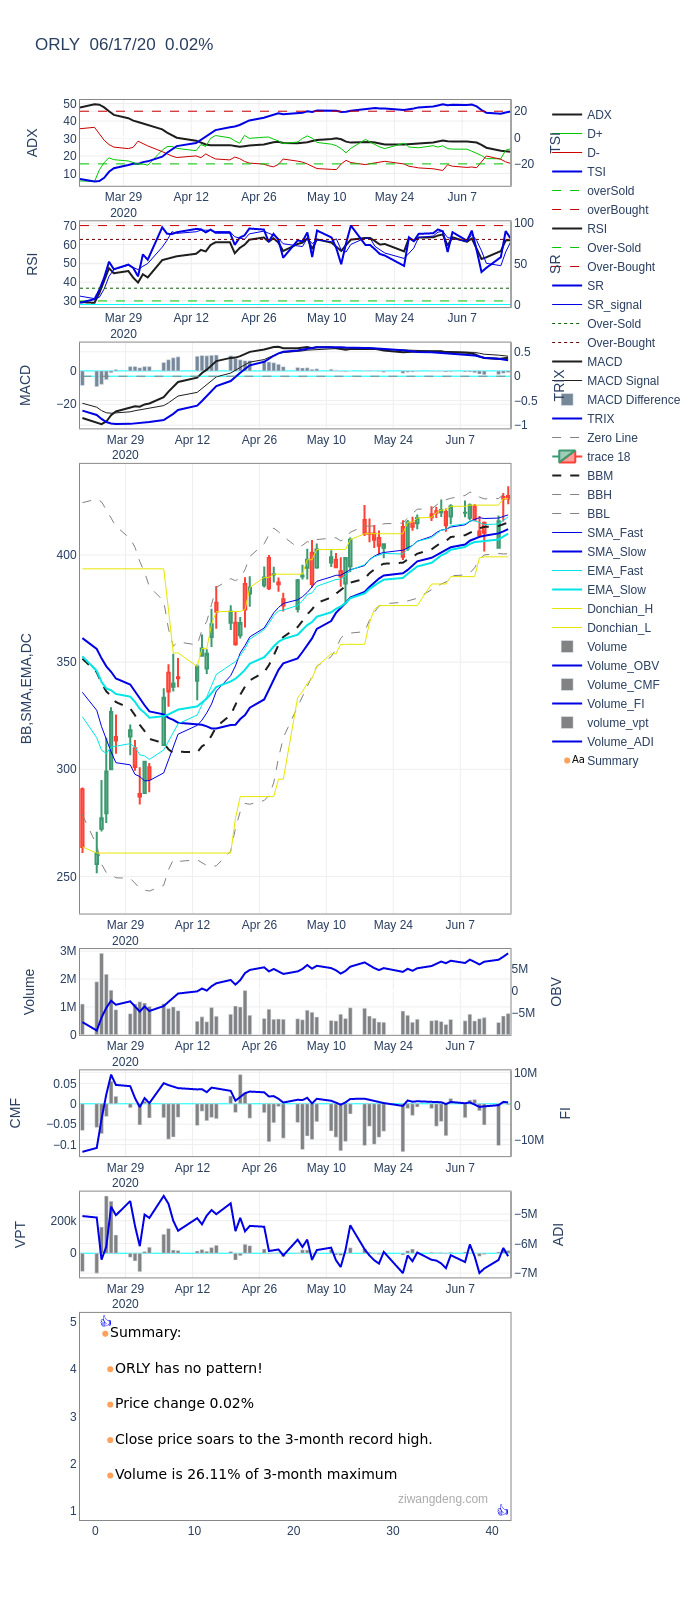 ORLY 06/17/20 0.02%
ADX
50
40
30
20
10
20
0
−20
TSI
Mar 29
2020
Apr 12
Apr 26
May 10
May 24
Jun 7
RSI
70
60
50
40
30
100
50
0
SR
Mar 29
2020
Apr 12
Apr 26
May 10
May 24
Jun 7
MACD
0
−20
0.5
0
−0.5
−1
TRIX
Mar 29
2020
Apr 12
Apr 26
May 10
May 24
Jun 7
BB,SMA,EMA,DC
400
350
300
250
Mar 29
2020
Apr 12
Apr 26
May 10
May 24
Jun 7
Volume
3M
2M
1M
0
5M
0
−5M
OBV
Mar 29
2020
Apr 12
Apr 26
May 10
May 24
Jun 7
CMF
0.05
0
−0.05
−0.1
10M
0
−10M
FI
Mar 29
2020
Apr 12
Apr 26
May 10
May 24
Jun 7
VPT
200k
0
−5M
−6M
−7M
ADI
Mar 29
2020
Apr 12
Apr 26
May 10
May 24
Jun 7
5
4
3
2
1
👍
Summary:
ORLY has no pattern!
Price change 0.02%
Close price soars to the 3-month record high.
Volume is 26.11% of 3-month maximum
ziwangdeng.com
👍
0
10
20
30
40
ADX
D+
D-
TSI
overSold
overBought
RSI
Over-Sold
Over-Bought
SR
SR_signal
Over-Sold
Over-Bought
MACD
MACD Signal
MACD Difference
TRIX
Zero Line
trace 18
BBM
BBH
BBL
SMA_Fast
SMA_Slow
EMA_Fast
EMA_Slow
Donchian_H
Donchian_L
Volume
Volume_OBV
Volume_CMF
Volume_FI
volume_vpt
Volume_ADI
Aa Summary